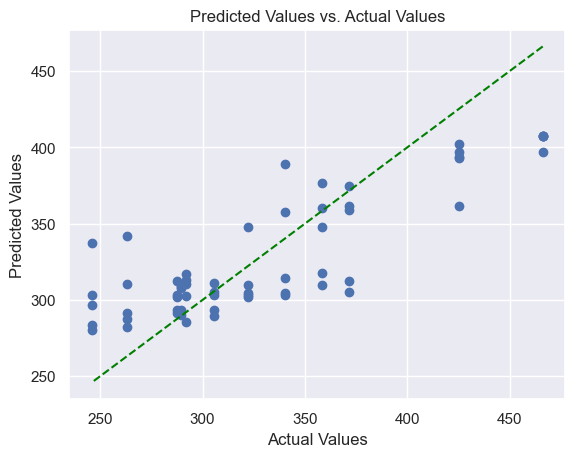 Predicted Values vs. Actual Values
450
400
350
300
250
Predicted Values
250 300 350 400 450
Actual Values